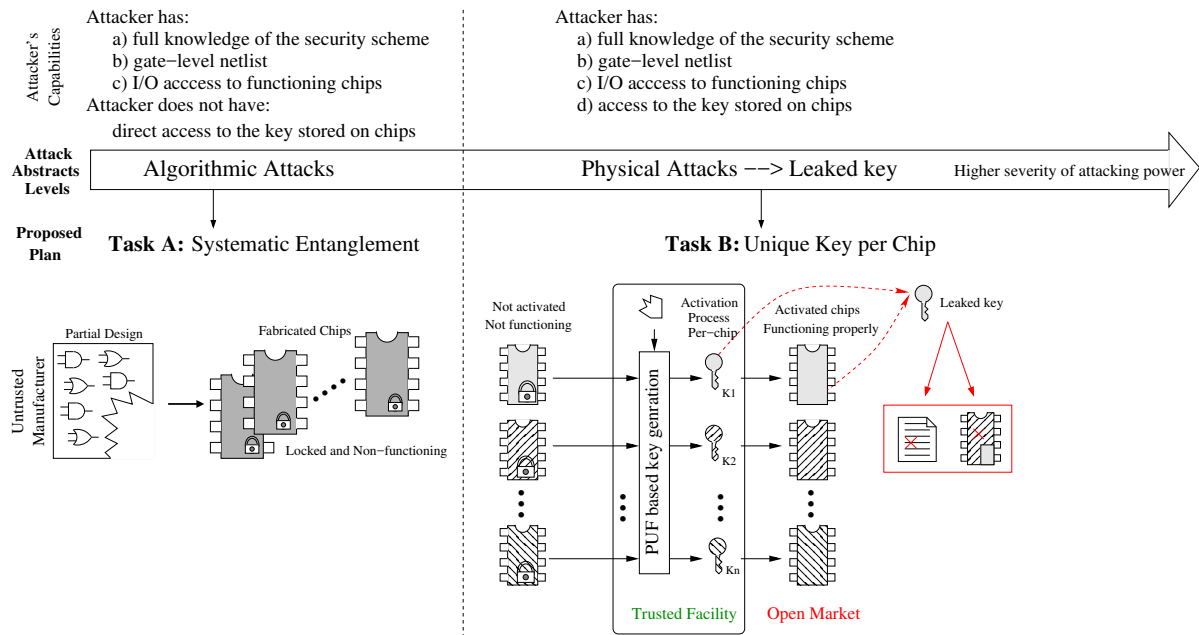 Attacker's
Capabilities
Attacker has:
a) full knowledge of the security scheme
b) gate−level netlist
c) I/O acccess to functioning chips
Attacker does not have:
direct access to the key stored on chips
Attacker has:
a) full knowledge of the security scheme
b) gate−level netlist
c) I/O acccess to functioning chips
d) access to the key stored on chips
Attack
Abstracts
Levels
Algorithmic Attacks
Physical Attacks −−> Leaked key
Higher severity of attacking power
Proposed
Plan
Task A: Systematic Entanglement
Task B: Unique Key per Chip
Untrusted
Manufacturer
Partial Design
Fabricated Chips
Locked and Non−functioning
Not activated
Not functioning
Activation
Process
Per−chip
Activated chips
Functioning properly
Leaked key
PUF based key genration
K1
K2
Kn
Trusted Facility
Open Market